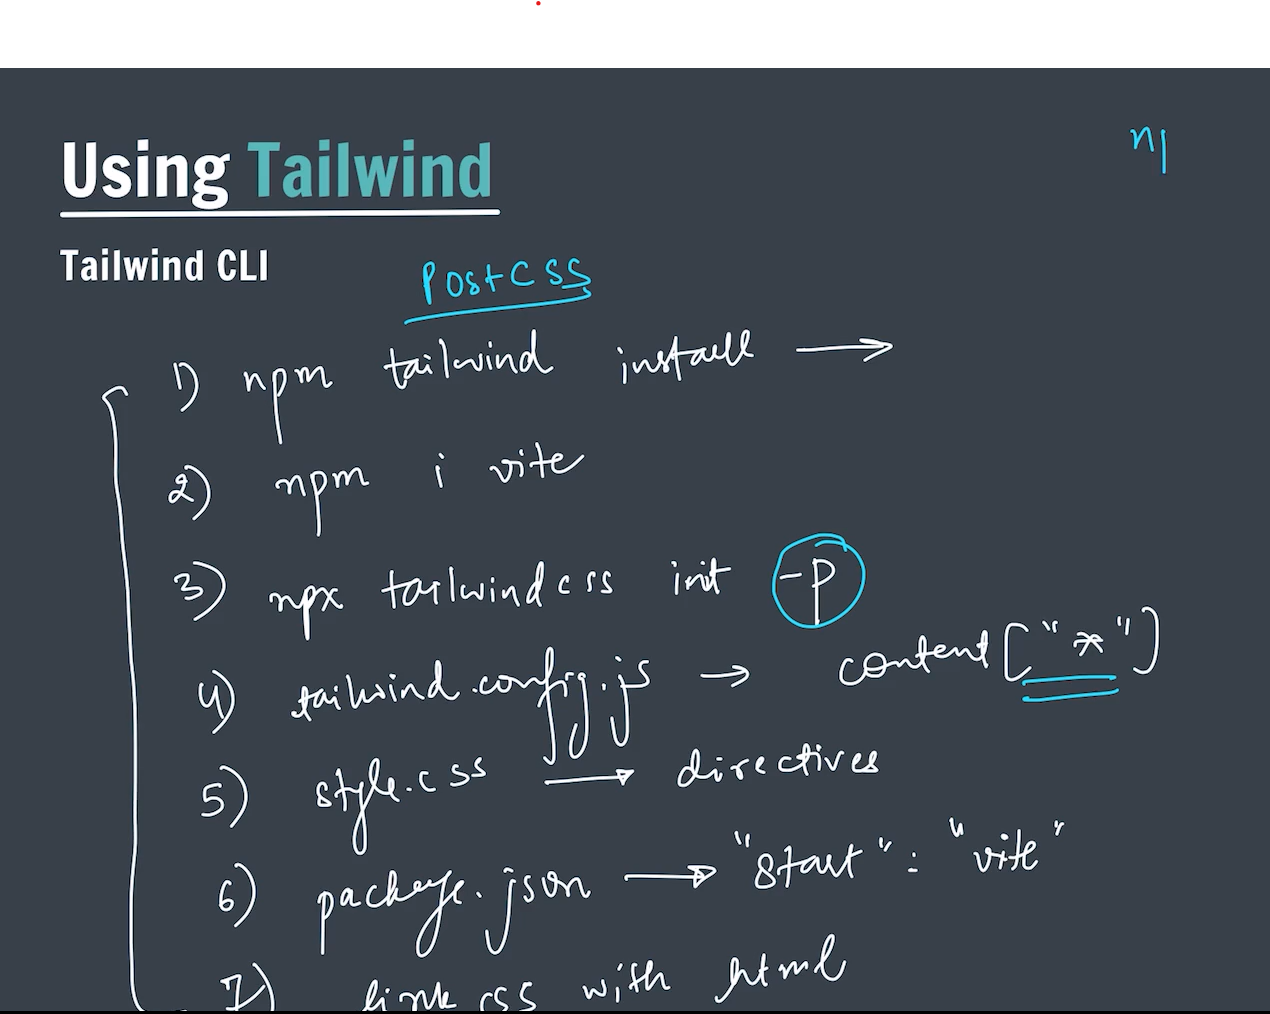 n
Using Tailwind
Tailwind CLI
PostCSS
1) npm tailwind install →
2) npm i vite
3) npx tailwindcss init -p
4) tailwind.config.js → content["*"]
5) style.css → directives
6) package.json → "start" : "vite"
7) link css with html